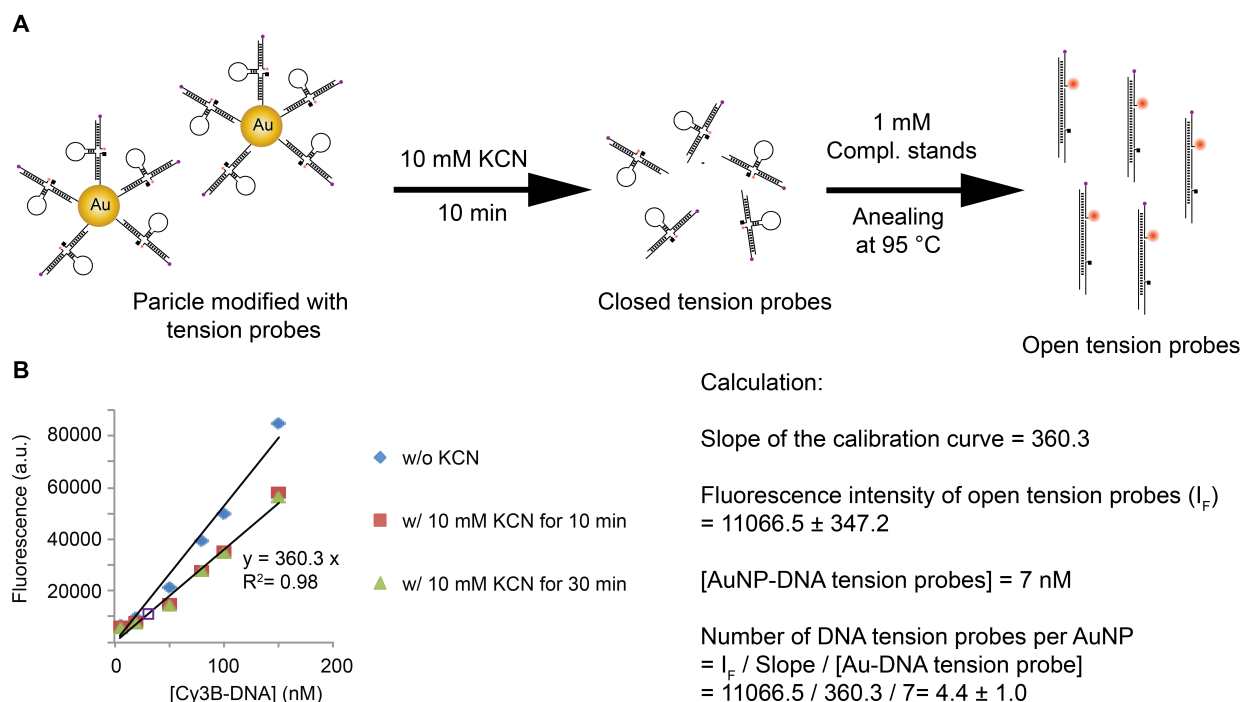 A
Au
Au
10 mM KCN
10 min
1 mM
Compl. stands
Anealing
at 95 °C
Paricle modified with
tension probes
Closed tension probes
Open tension probes
B
Fluorescence (a.u.)
80000
60000
40000
20000
0
100
200
[Cy3B-DNA] (nM)
y = 360.3 x
R²= 0.98
w/o KCN
w/ 10 mM KCN for 10 min
w/ 10 mM KCN for 30 min
Calculation:
Slope of the calibration curve = 360.3
Fluorescence intensity of open tension probes (I_F)
= 11066.5 ± 347.2
[AuNP-DNA tension probes] = 7 nM
Number of DNA tension probes per AuNP
= I_F / Slope / [Au-DNA tension probe]
= 11066.5 / 360.3 / 7= 4.4 ± 1.0